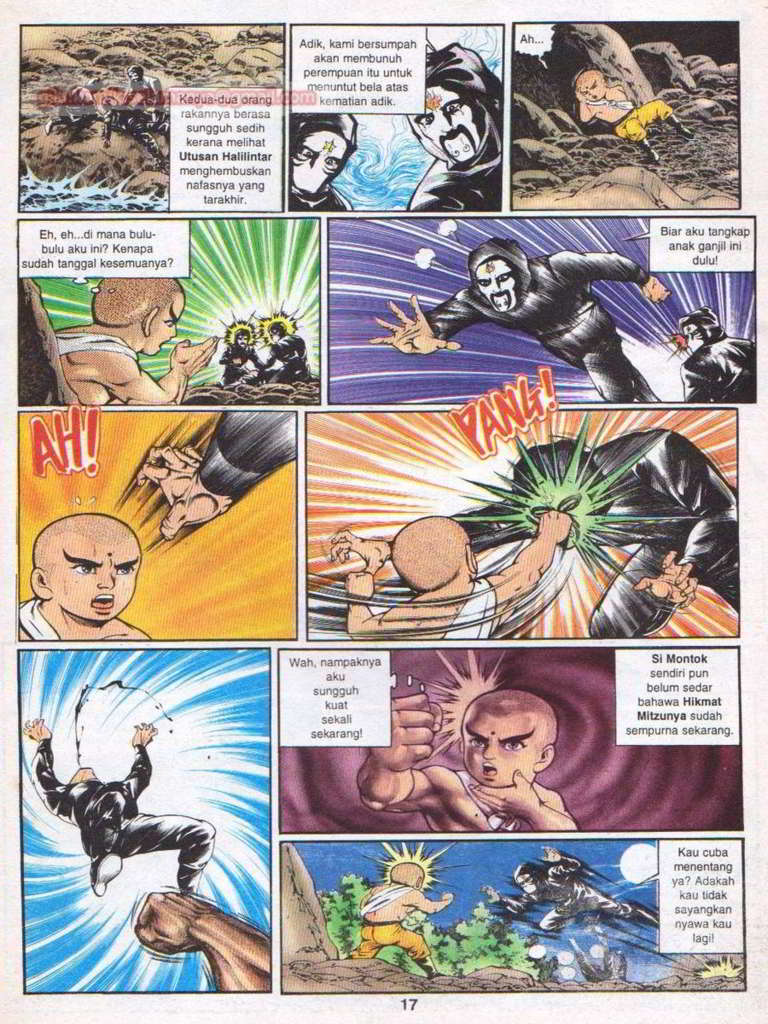 Kedua-dua orang
rakannya berasa
sungguh sedih
kerana melihat
Utusan Halilintar
menghembuskan
nafasnya yang
tarakhir.
Adik, kami bersumpah
akan membunuh
perempuan itu untuk
menuntut bela atas
kematian adik.
Ah...
Eh, eh...di mana bulu-
bulu aku ini? Kenapa
sudah tanggal kesemuanya?
Biar aku tangkap
anak ganjil ini
dulu!
AH!
PANG!
Wah, nampaknya
aku
sungguh
kuat
sekali
sekarang!
Si Montok
sendiri pun
belum sedar
bahawa Hikmat
Mitzunya sudah
sempurna sekarang.
Kau cuba
menentang
ya? Adakah
kau tidak
sayangkan
nyawa kau
lagi!
17